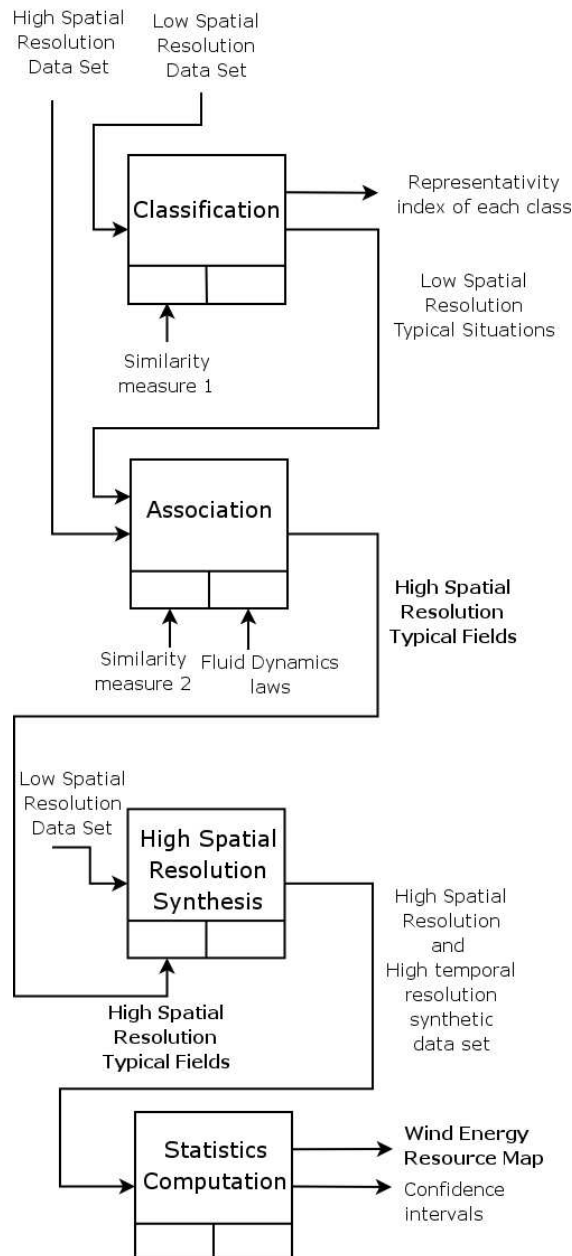 High Spatial
Resolution
Data Set
Low Spatial
Resolution
Data Set
Classification
Representativity
index of each class
Low Spatial
Resolution
Typical Situations
Similarity
measure 1
Association
High Spatial
Resolution
Typical Fields
Similarity
measure 2
Fluid Dynamics
laws
Low Spatial
Resolution
Data Set
High Spatial
Resolution
Synthesis
High Spatial
Resolution
and
High temporal
resolution
synthetic
data set
High Spatial
Resolution
Typical Fields
Statistics
Computation
Wind Energy
Resource Map
Confidence
intervals